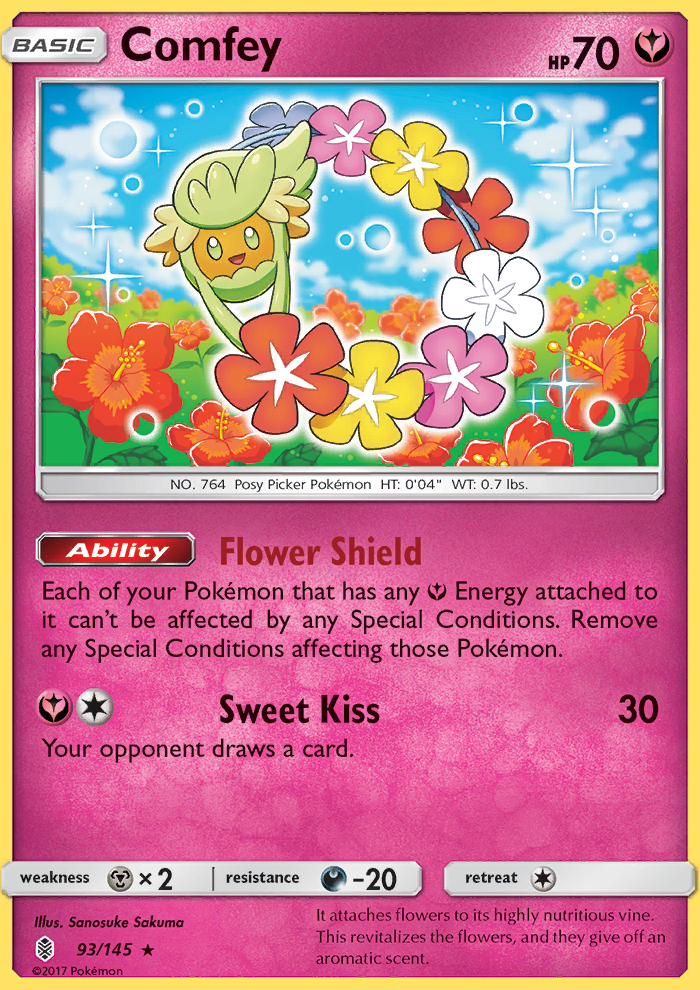 BASIC Comfey HP 70
NO. 764 Posy Picker Pokémon HT: 0'04" WT: 0.7 lbs.
Ability Flower Shield
Each of your Pokémon that has any Energy attached to
it can't be affected by any Special Conditions. Remove
any Special Conditions affecting those Pokémon.
Sweet Kiss 30
Your opponent draws a card.
weakness ×2 resistance –20 retreat
Illus. Sanosuke Sakuma
93/145
©2017 Pokémon
It attaches flowers to its highly nutritious vine.
This revitalizes the flowers, and they give off an
aromatic scent.